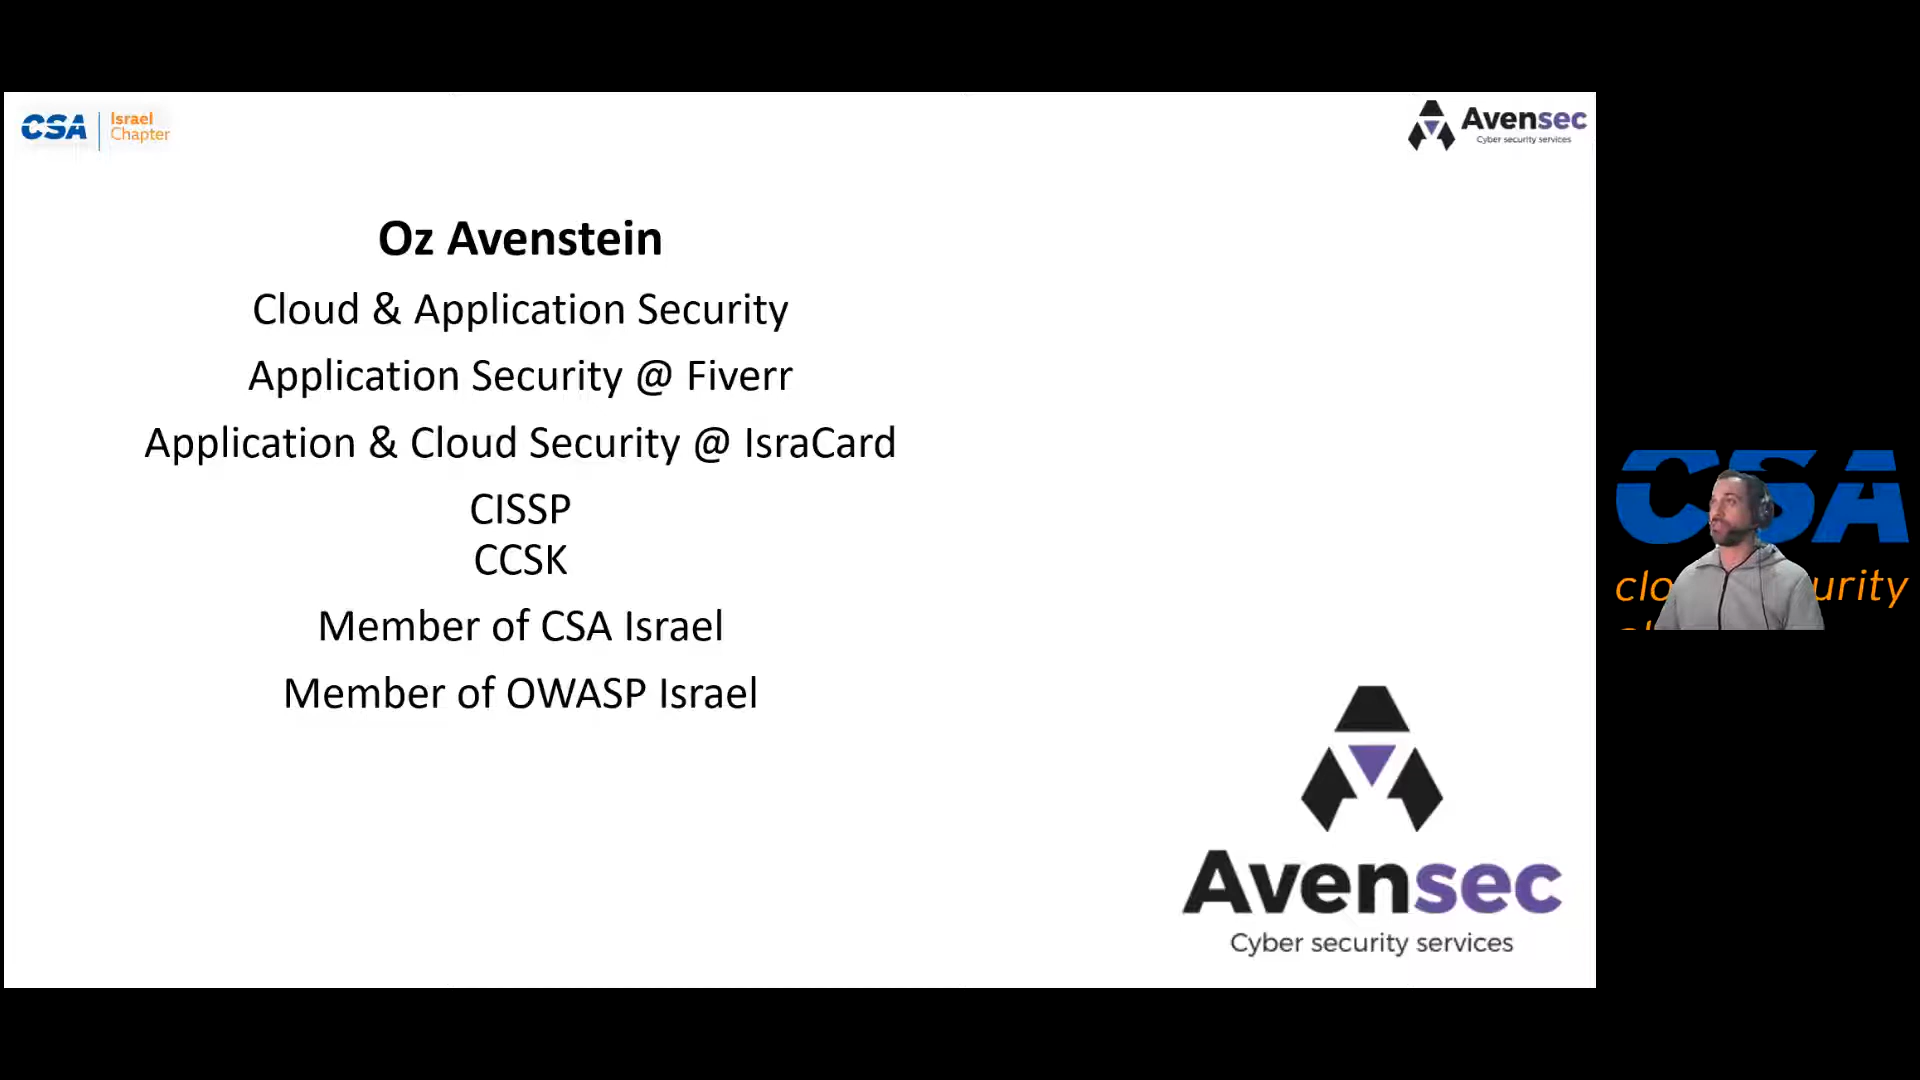 CSA
Israel
Chapter
Avensec
Cyber security services
Oz Avenstein
Cloud & Application Security
Application Security @ Fiverr
Application & Cloud Security @ IsraCard
CISSP
CCSK
Member of CSA Israel
Member of OWASP Israel
CSA
Avensec
Cyber security services